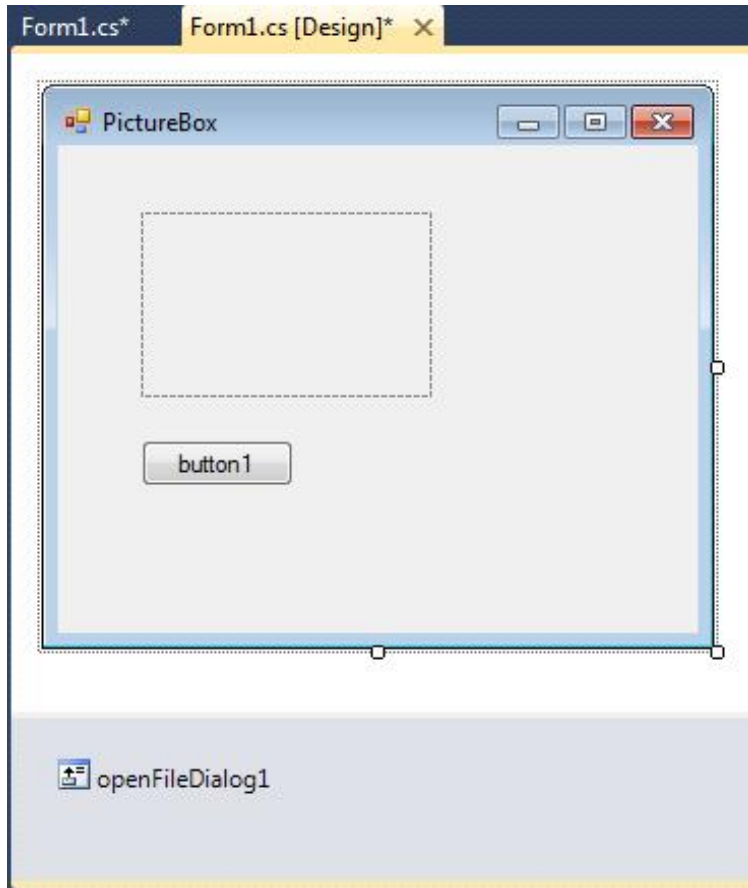 Form1.cs*
Form1.cs [Design]*
PictureBox
button1
openFileDialog1